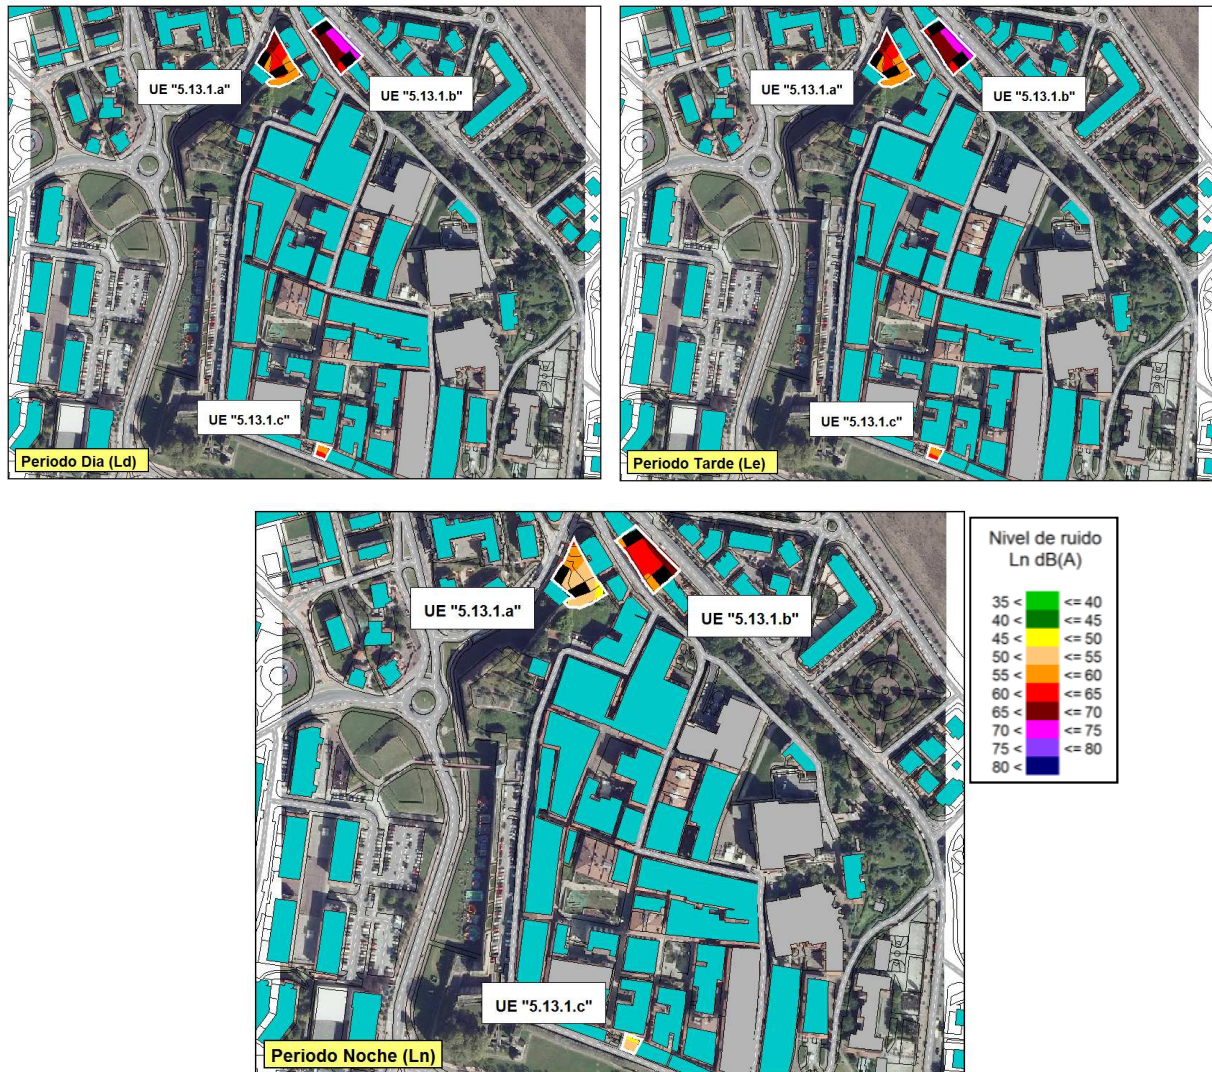 UE "5.13.1.a"
UE "5.13.1.b"
UE "5.13.1.c"
Periodo Dia (Ld)
UE "5.13.1.a"
UE "5.13.1.b"
UE "5.13.1.c"
Periodo Tarde (Le)
UE "5.13.1.a"
UE "5.13.1.b"
UE "5.13.1.c"
Periodo Noche (Ln)
Nivel de ruido
Ln dB(A)
35 < <= 40
40 < <= 45
45 < <= 50
50 < <= 55
55 < <= 60
60 < <= 65
65 < <= 70
70 < <= 75
75 < <= 80
80 <